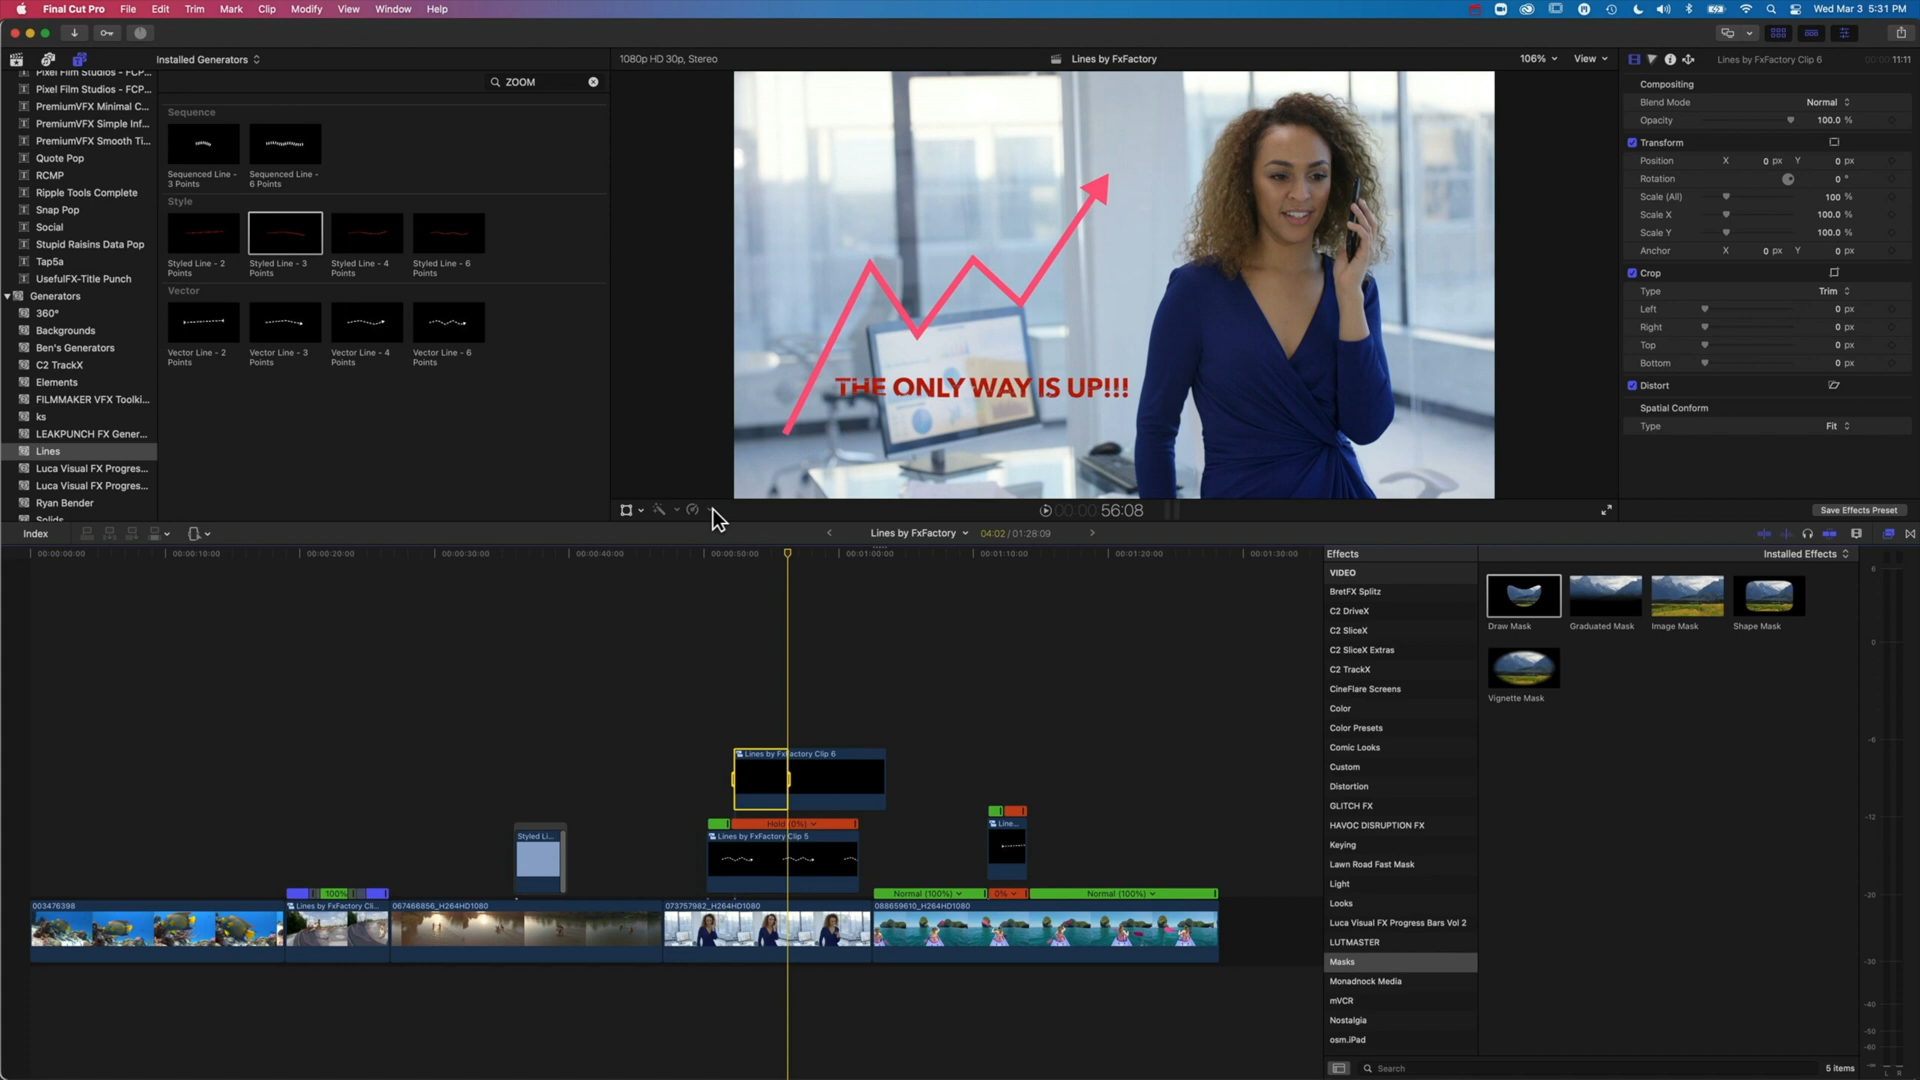 Final Cut Pro File Edit Trim Mark Clip Modify View Window Help
Wed Mar 3 5:31 PM
Installed Generators
ZOOM
Pixel Film Studios - FCP...
Pixel Film Studios - FCP...
PremiumVFX Minimal C...
PremiumVFX Simple Inf...
PremiumVFX Smooth Ti...
Quote Pop
RCMP
Ripple Tools Complete
Snap Pop
Social
Stupid Raisins Data Pop
Tap5a
UsefulFX-Title Punch
Generators
360°
Backgrounds
Ben's Generators
C2 TrackX
Elements
FILMMAKER VFX Toolki...
ks
LEAKPUNCH FX Gener...
Lines
Luca Visual FX Progres...
Luca Visual FX Progres...
Ryan Bender
Solids
Sequence
Sequenced Line - 3 Points
Sequenced Line - 6 Points
Style
Styled Line - 2 Points
Styled Line - 3 Points
Styled Line - 4 Points
Styled Line - 6 Points
Vector
Vector Line - 2 Points
Vector Line - 3 Points
Vector Line - 4 Points
Vector Line - 6 Points
1080p HD 30p, Stereo
Lines by FxFactory
106%
View
THE ONLY WAY IS UP!!!
00:00:56:08
Lines by FxFactory Clip 6
11:11
Compositing
Blend Mode Normal
Opacity 100.0 %
Transform
Position X 0 px Y 0 px
Rotation 0 °
Scale (All) 100 %
Scale X 100.0 %
Scale Y 100.0 %
Anchor X 0 px Y 0 px
Crop
Type Trim
Left 0 px
Right 0 px
Top 0 px
Bottom 0 px
Distort
Spatial Conform
Type Fit
Save Effects Preset
Index
Lines by FxFactory
04:02 / 01:28:09
00:00:00:00
00:00:10:00
00:00:20:00
00:00:30:00
00:00:40:00
00:00:50:00
00:01:00:00
00:01:10:00
00:01:20:00
00:01:30:00
Lines by FxFactory Clip 6
Hold (0%)
Lines by FxFactory Clip 5
Line...
Styled Li...
100%
Normal (100%)
0%
Normal (100%)
003476398
Lines by FxFactory Cli...
067466856_H264HD1080
073757982_H264HD1080
088659610_H264HD1080
Effects
Installed Effects
VIDEO
BretFX Splitz
C2 DriveX
C2 SliceX
C2 SliceX Extras
C2 TrackX
CineFlare Screens
Color
Color Presets
Comic Looks
Custom
Distortion
GLITCH FX
HAVOC DISRUPTION FX
Keying
Lawn Road Fast Mask
Light
Looks
Luca Visual FX Progress Bars Vol 2
LUTMASTER
Masks
Monadnock Media
mVCR
Nostalgia
osm.iPad
Draw Mask
Graduated Mask
Image Mask
Shape Mask
Vignette Mask
Search
5 items
6
0
-6
-12
-20
-30
-40
-50
-60
-∞
L R